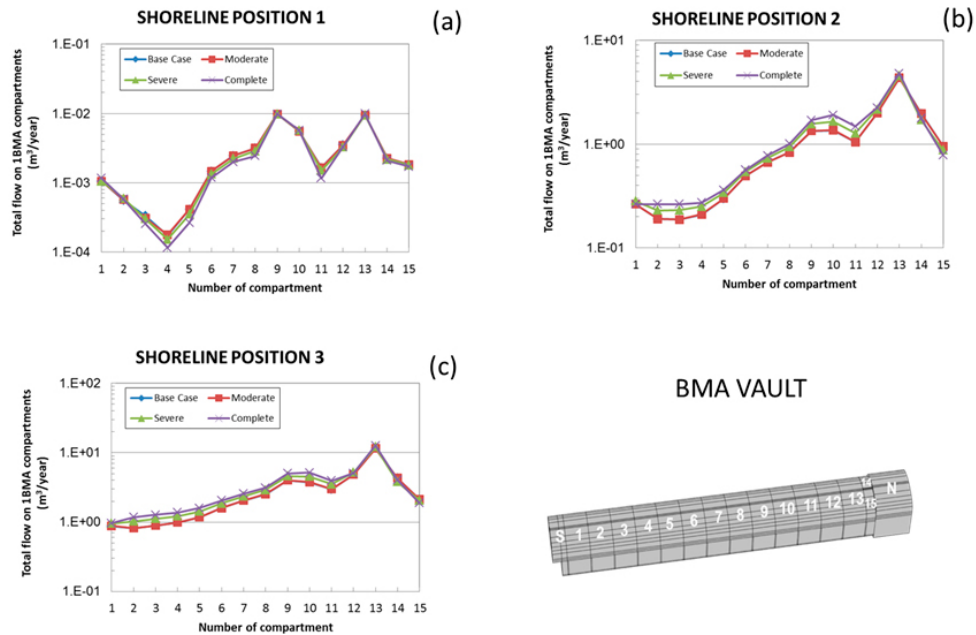 SHORELINE POSITION 1
(a)
1.E-01
1.E-02
1.E-03
1.E-04
Total flow on 1BMA compartments
(m³/year)
Base Case
Moderate
Severe
Complete
1 2 3 4 5 6 7 8 9 10 11 12 13 14 15
Number of compartment
SHORELINE POSITION 2
(b)
1.E+01
1.E+00
1.E-01
Total flow on 1BMA compartments
(m³/year)
Base Case
Moderate
Severe
Complete
1 2 3 4 5 6 7 8 9 10 11 12 13 14 15
Number of compartment
SHORELINE POSITION 3
(c)
1.E+02
1.E+01
1.E+00
1.E-01
Total flow on 1BMA compartments
(m³/year)
Base Case
Moderate
Severe
Complete
1 2 3 4 5 6 7 8 9 10 11 12 13 14 15
Number of compartment
BMA VAULT
S 1 2 3 4 5 6 7 8 9 10 11 12 13 14 15 N